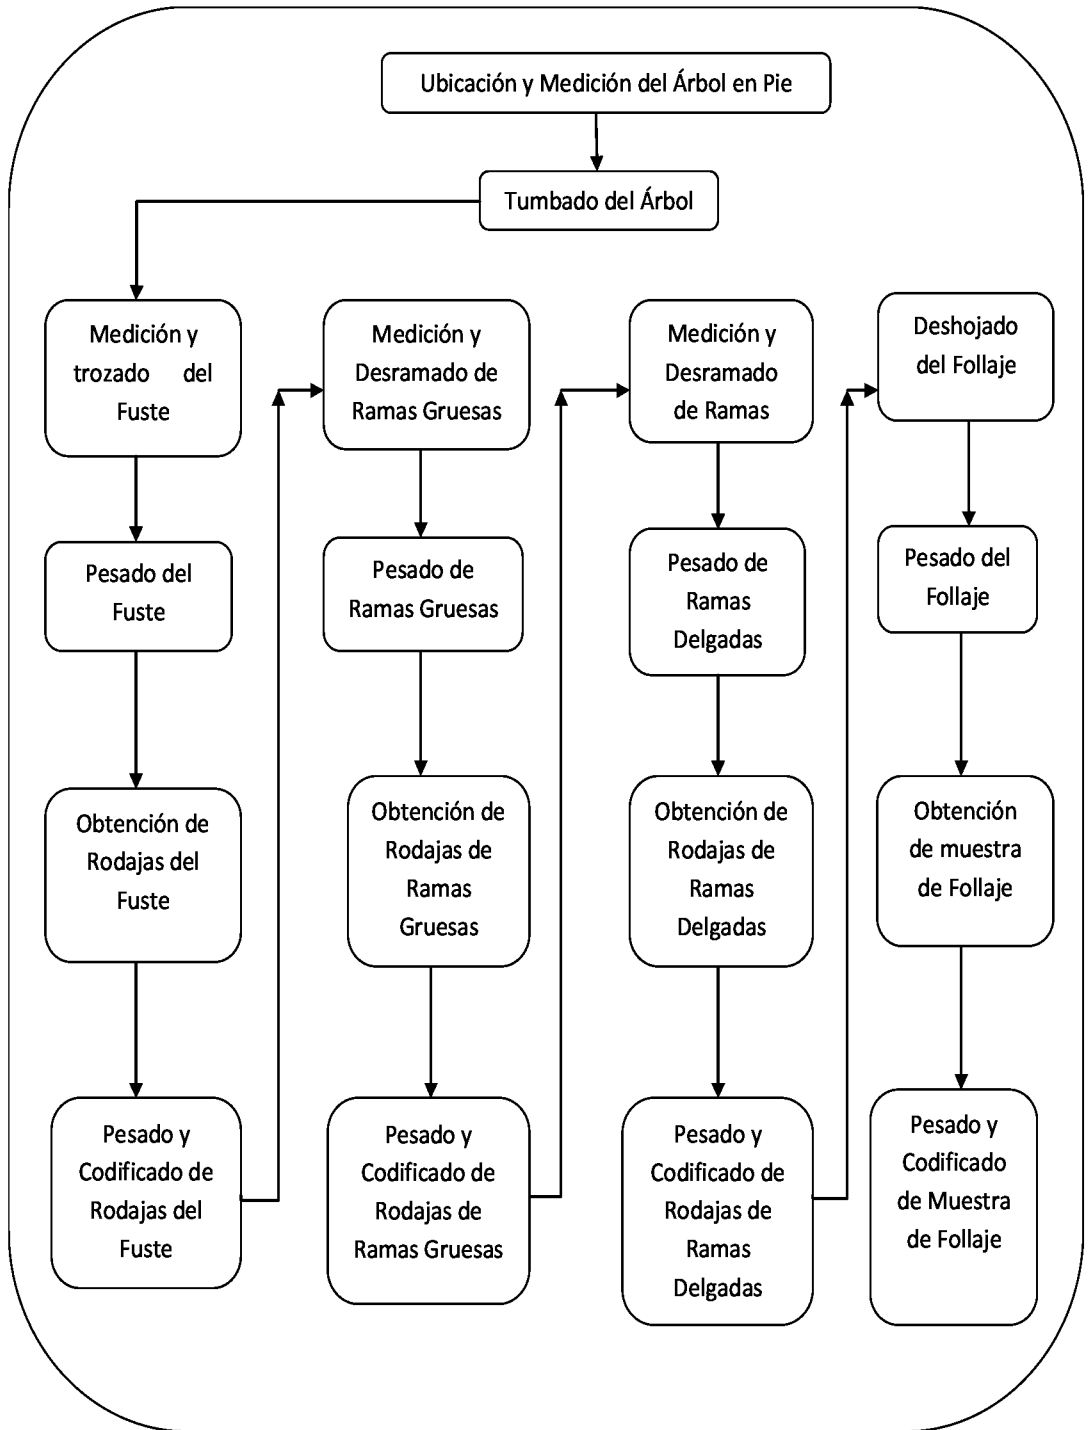 Ubicación y Medición del Árbol en Pie
Tumbado del Árbol
Medición y
trozado del
Fuste
Pesado del
Fuste
Obtención de
Rodajas del
Fuste
Pesado y
Codificado de
Rodajas del
Fuste
Medición y
Desramado de
Ramas Gruesas
Pesado de
Ramas Gruesas
Obtención de
Rodajas de
Ramas
Gruesas
Pesado y
Codificado de
Rodajas de
Ramas Gruesas
Medición y
Desramado
de Ramas
Pesado de
Ramas
Delgadas
Obtención de
Rodajas de
Ramas
Delgadas
Pesado y
Codificado de
Rodajas de
Ramas
Delgadas
Deshojado
del Follaje
Pesado del
Follaje
Obtención
de muestra
de Follaje
Pesado y
Codificado
de Muestra
de Follaje